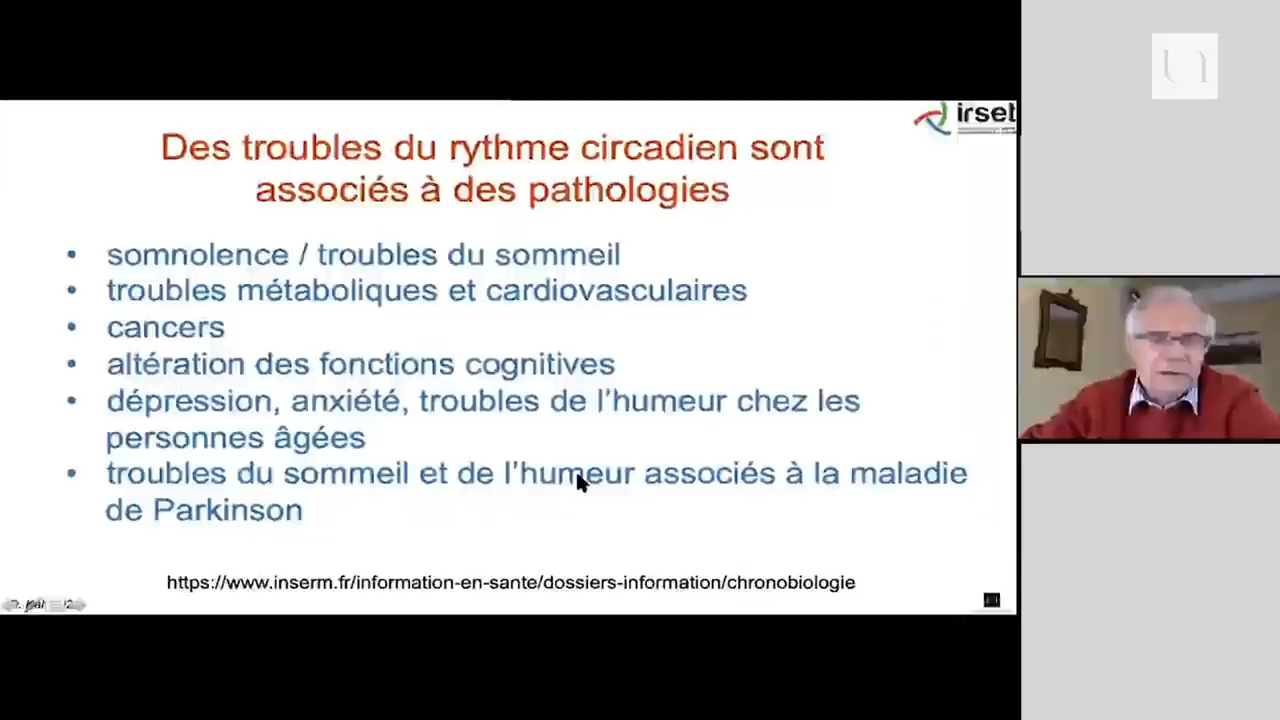 irset
Des troubles du rythme circadien sont
associés à des pathologies
• somnolence / troubles du sommeil
• troubles métaboliques et cardiovasculaires
• cancers
• altération des fonctions cognitives
• dépression, anxiété, troubles de l'humeur chez les
personnes âgées
• troubles du sommeil et de l'humeur associés à la maladie
de Parkinson
https://www.inserm.fr/information-en-sante/dossiers-information/chronobiologie